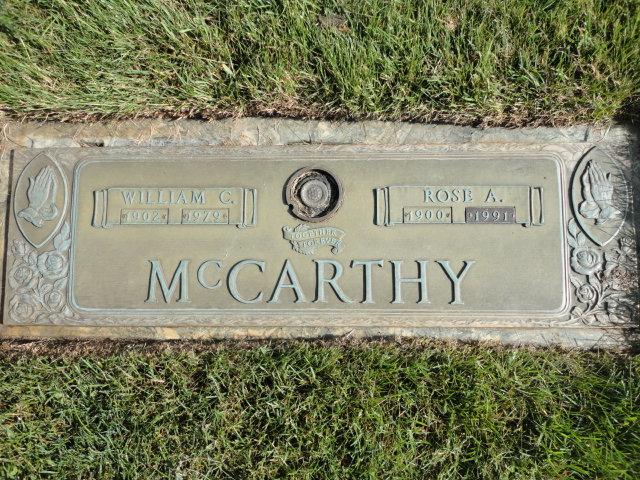 WILLIAM C.
1902 1979
ROSE A.
1900 1991
TOGETHER
FOREVER
McCARTHY